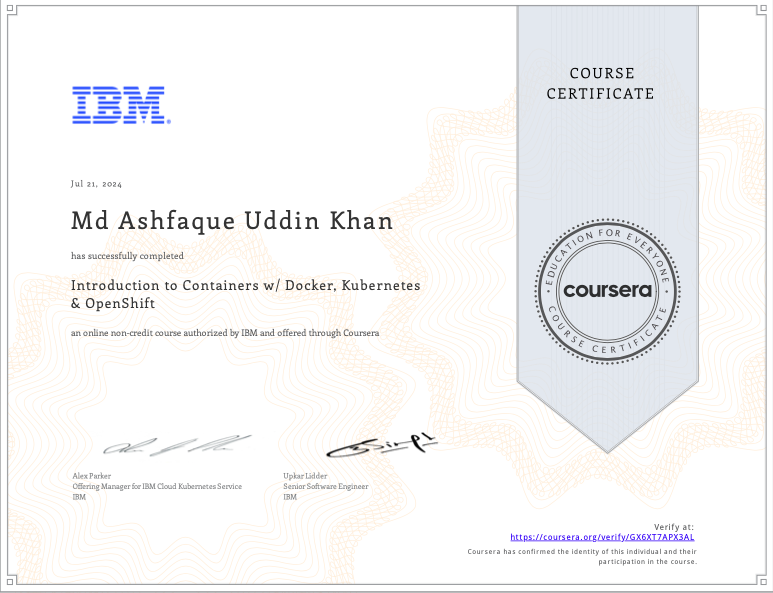 COURSE
CERTIFICATE
IBM
Jul 21, 2024
Md Ashfaque Uddin Khan
has successfully completed
Introduction to Containers w/ Docker, Kubernetes
& OpenShift
an online non-credit course authorized by IBM and offered through Coursera
EDUCATION FOR EVERYONE
coursera
COURSE CERTIFICATE
Alex Parker
Offering Manager for IBM Cloud Kubernetes Service
IBM
Upkar Lidder
Senior Software Engineer
IBM
Verify at:
https://coursera.org/verify/GX6XT7APX3AL
Coursera has confirmed the identity of this individual and their
participation in the course.